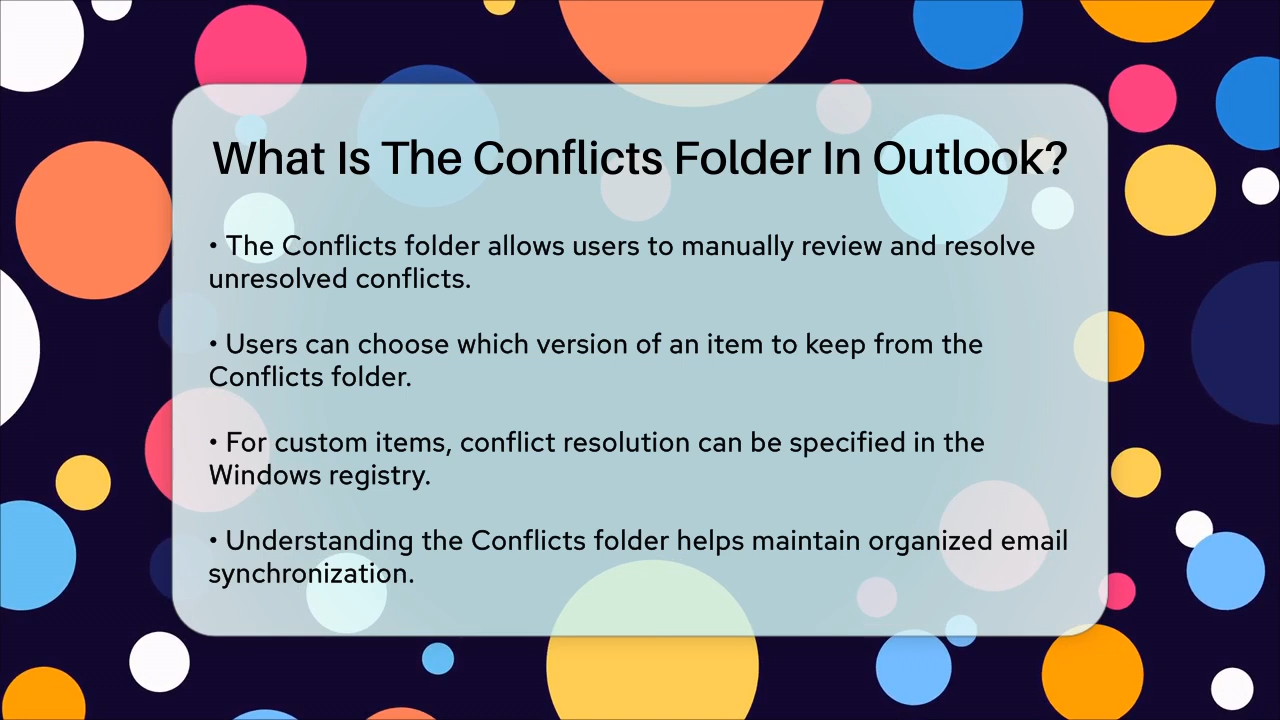 What Is The Conflicts Folder In Outlook?
• The Conflicts folder allows users to manually review and resolve
unresolved conflicts.
• Users can choose which version of an item to keep from the
Conflicts folder.
• For custom items, conflict resolution can be specified in the
Windows registry.
• Understanding the Conflicts folder helps maintain organized email
synchronization.